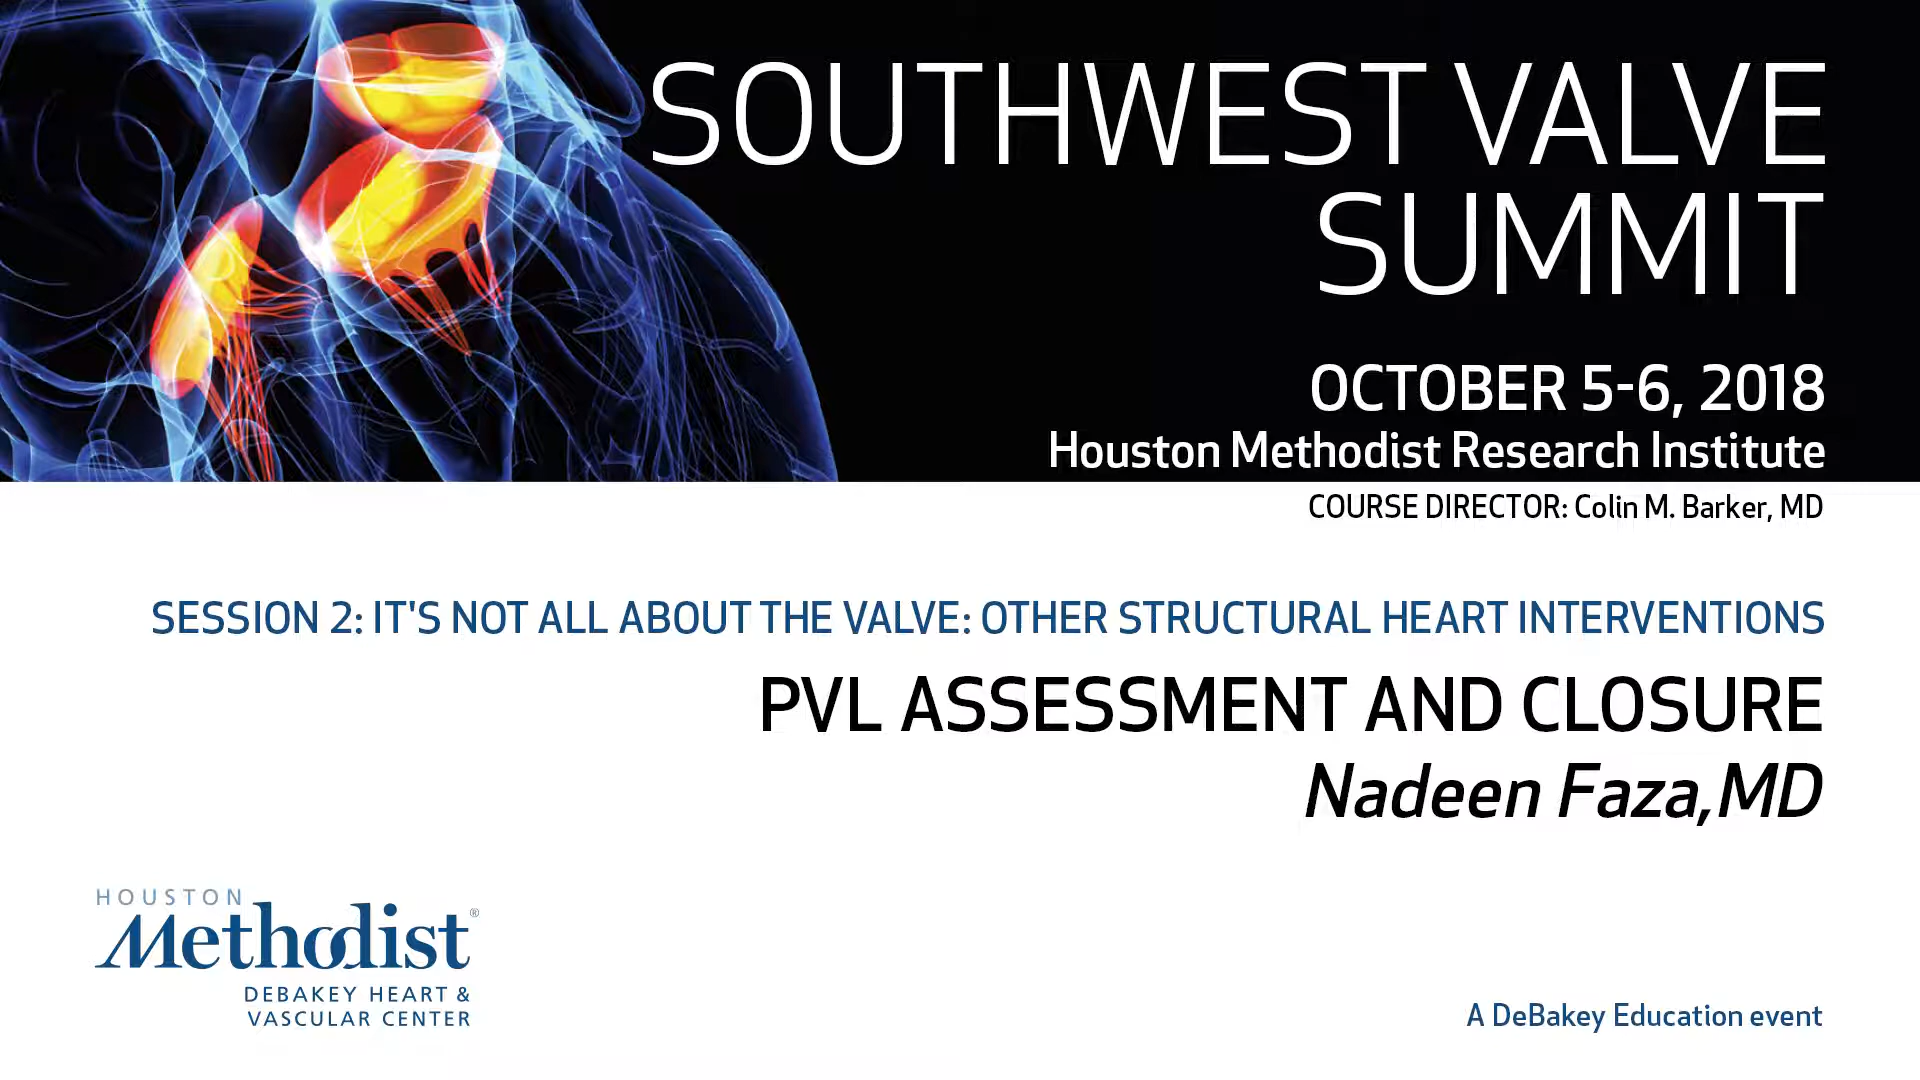 SOUTHWEST VALVE
SUMMIT
OCTOBER 5-6, 2018
Houston Methodist Research Institute
COURSE DIRECTOR: Colin M. Barker, MD
SESSION 2: IT'S NOT ALL ABOUT THE VALVE: OTHER STRUCTURAL HEART INTERVENTIONS
PVL ASSESSMENT AND CLOSURE
Nadeen Faza,MD
HOUSTON
Methodist®
DEBAKEY HEART &
VASCULAR CENTER
A DeBakey Education event